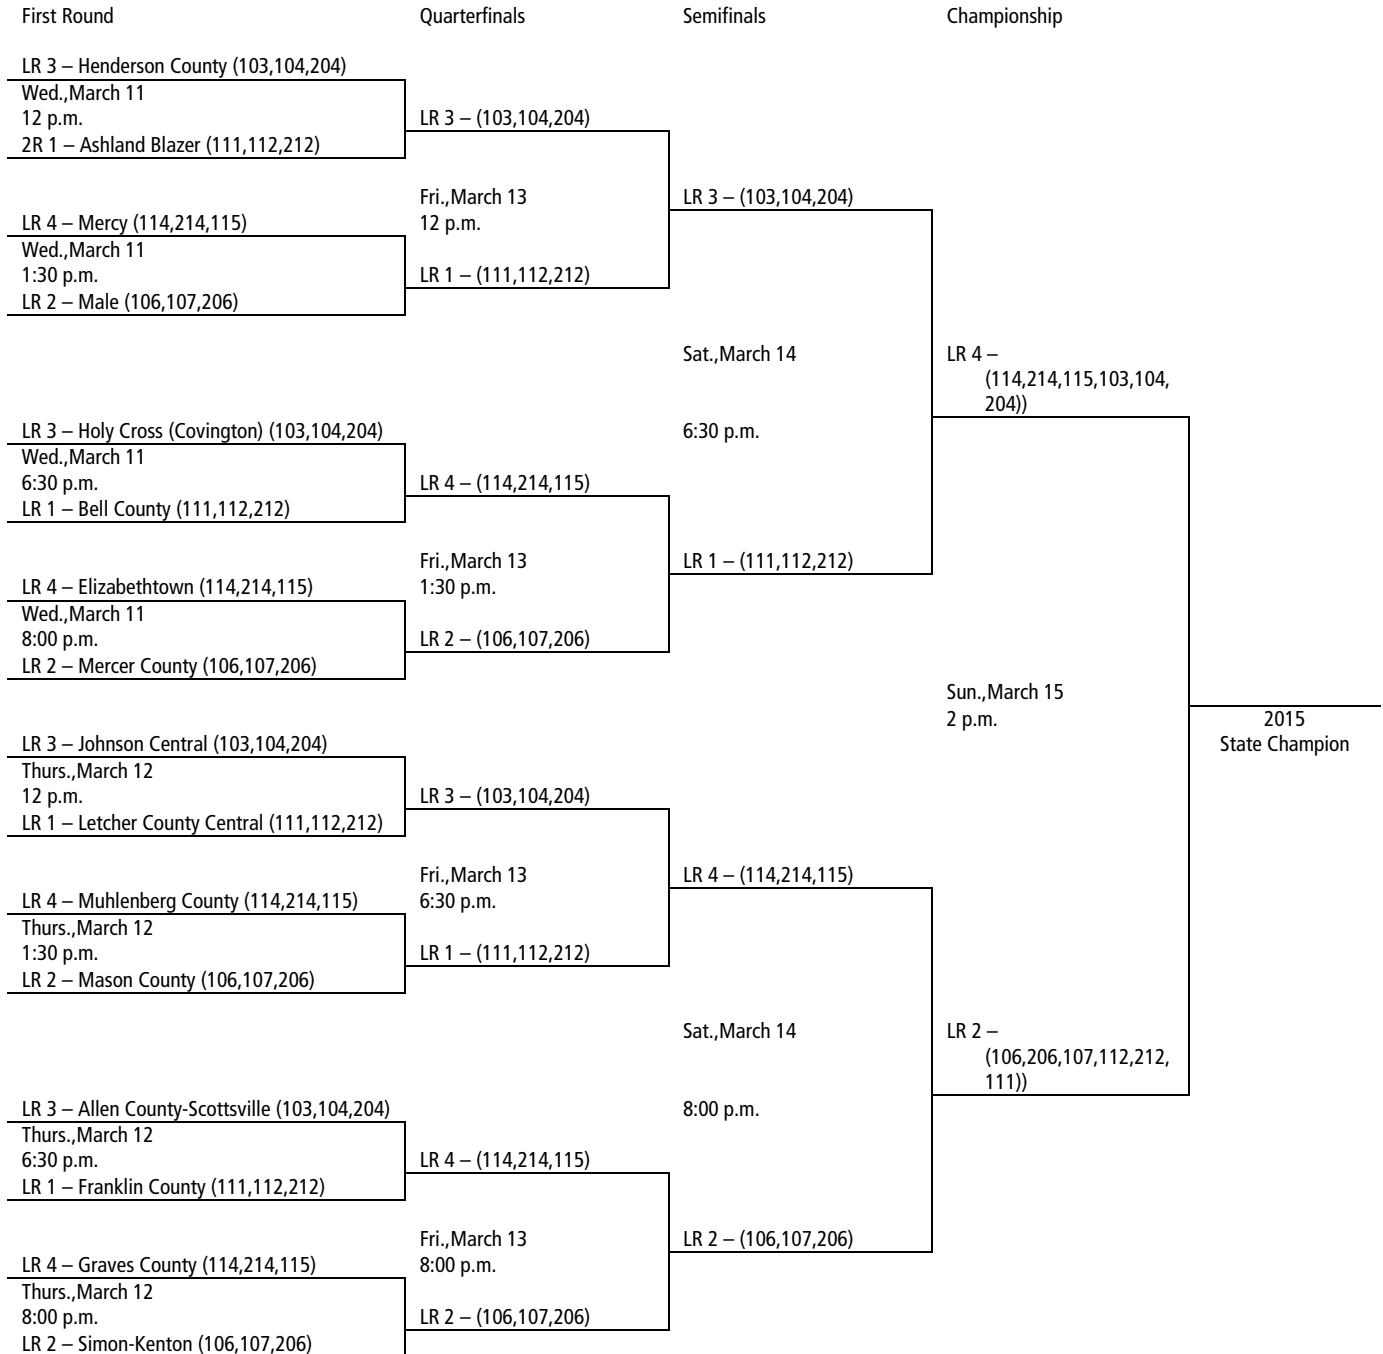 First Round
Quarterfinals
Semifinals
Championship
LR 3 – Henderson County (103,104,204)
Wed.,March 11
12 p.m.
2R 1 – Ashland Blazer (111,112,212)
LR 3 – (103,104,204)
Fri.,March 13
12 p.m.
LR 3 – (103,104,204)
LR 4 – Mercy (114,214,115)
Wed.,March 11
1:30 p.m.
LR 2 – Male (106,107,206)
LR 1 – (111,112,212)
Sat.,March 14
6:30 p.m.
LR 4 –
(114,214,115,103,104,
204))
LR 3 – Holy Cross (Covington) (103,104,204)
Wed.,March 11
6:30 p.m.
LR 1 – Bell County (111,112,212)
LR 4 – (114,214,115)
Fri.,March 13
1:30 p.m.
LR 1 – (111,112,212)
LR 4 – Elizabethtown (114,214,115)
Wed.,March 11
8:00 p.m.
LR 2 – Mercer County (106,107,206)
LR 2 – (106,107,206)
Sun.,March 15
2 p.m.
2015
State Champion
LR 3 – Johnson Central (103,104,204)
Thurs.,March 12
12 p.m.
LR 1 – Letcher County Central (111,112,212)
LR 3 – (103,104,204)
Fri.,March 13
6:30 p.m.
LR 4 – (114,214,115)
LR 4 – Muhlenberg County (114,214,115)
Thurs.,March 12
1:30 p.m.
LR 2 – Mason County (106,107,206)
LR 1 – (111,112,212)
Sat.,March 14
8:00 p.m.
LR 2 –
(106,206,107,112,212,
111))
LR 3 – Allen County-Scottsville (103,104,204)
Thurs.,March 12
6:30 p.m.
LR 1 – Franklin County (111,112,212)
LR 4 – (114,214,115)
Fri.,March 13
8:00 p.m.
LR 2 – (106,107,206)
LR 4 – Graves County (114,214,115)
Thurs.,March 12
8:00 p.m.
LR 2 – Simon-Kenton (106,107,206)
LR 2 – (106,107,206)